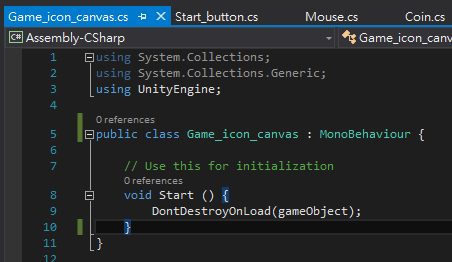 Game_icon_canvas.cs Start_button.cs Mouse.cs Coin.cs
C# Assembly-CSharp Game_icon_canv
1 using System.Collections;
2 using System.Collections.Generic;
3 using UnityEngine;
4
0 references
5 public class Game_icon_canvas : MonoBehaviour {
6
7 // Use this for initialization
0 references
8 void Start () {
9 DontDestroyOnLoad(gameObject);
10 }
11 }
12